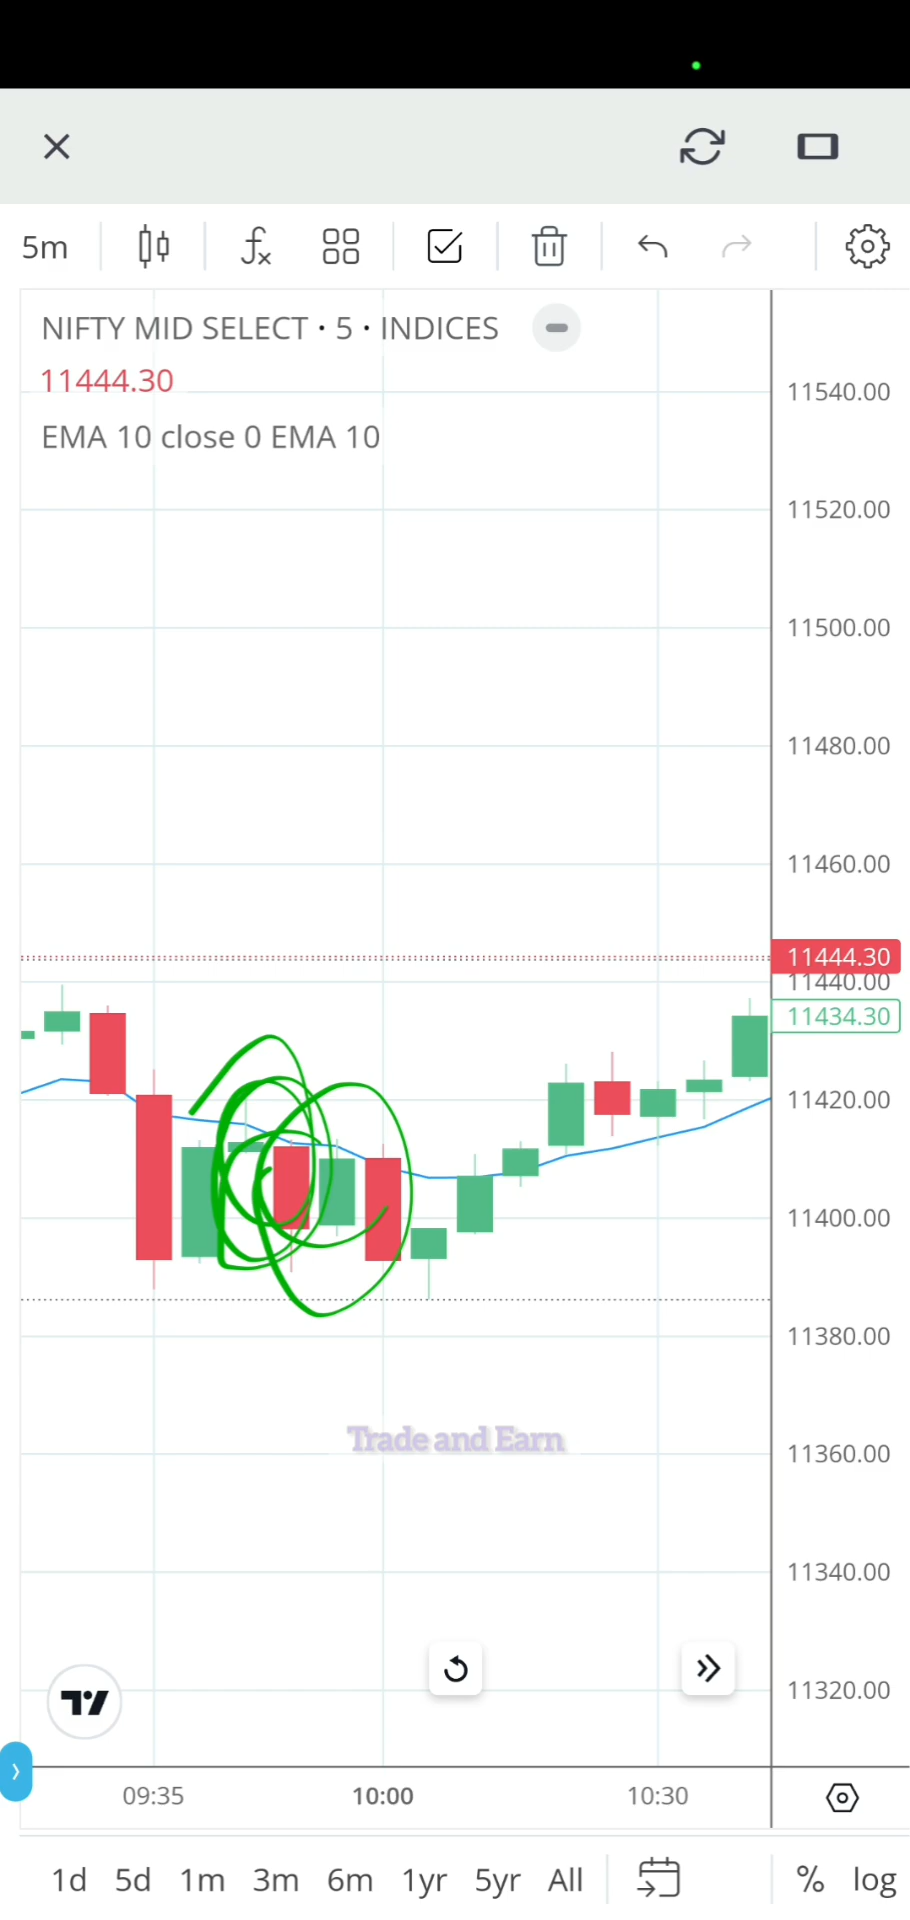 5m
NIFTY MID SELECT • 5 • INDICES
11444.30
EMA 10 close 0 EMA 10
11540.00
11520.00
11500.00
11480.00
11460.00
11444.30
11440.00
11434.30
11420.00
11400.00
11380.00
11360.00
11340.00
11320.00
Trade and Earn
09:35 10:00 10:30
1d 5d 1m 3m 6m 1yr 5yr All % log